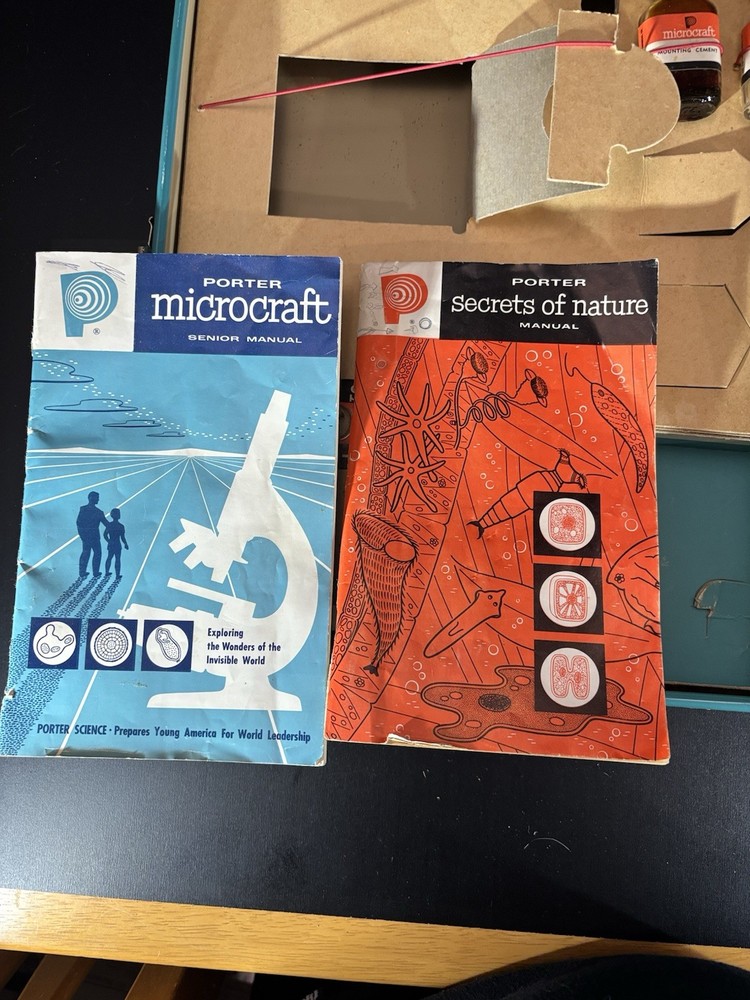 microcraft
MOUNTING CEMENT
PORTER
microcraft
SENIOR MANUAL
P
®
Exploring
the Wonders of the
Invisible World
PORTER SCIENCE · Prepares Young America For World Leadership
PORTER
secrets of nature
MANUAL
P